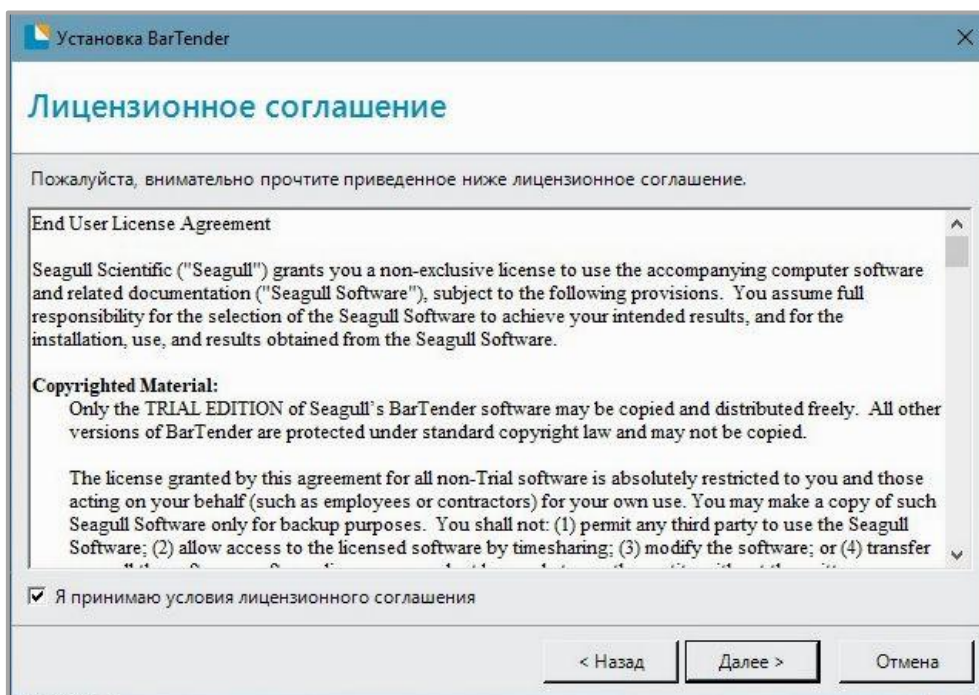 Установка BarTender
Лицензионное соглашение
Пожалуйста, внимательно прочтите приведенное ниже лицензионное соглашение.
End User License Agreement
Seagull Scientific ("Seagull") grants you a non-exclusive license to use the accompanying computer software
and related documentation ("Seagull Software"), subject to the following provisions.  You assume full
responsibility for the selection of the Seagull Software to achieve your intended results, and for the
installation, use, and results obtained from the Seagull Software.
Copyrighted Material:
Only the TRIAL EDITION of Seagull's BarTender software may be copied and distributed freely.  All other
versions of BarTender are protected under standard copyright law and may not be copied.
The license granted by this agreement for all non-Trial software is absolutely restricted to you and those
acting on your behalf (such as employees or contractors) for your own use. You may make a copy of such
Seagull Software only for backup purposes.  You shall not: (1) permit any third party to use the Seagull
Software; (2) allow access to the licensed software by timesharing; (3) modify the software; or (4) transfer
Я принимаю условия лицензионного соглашения
< Назад
Далее >
Отмена